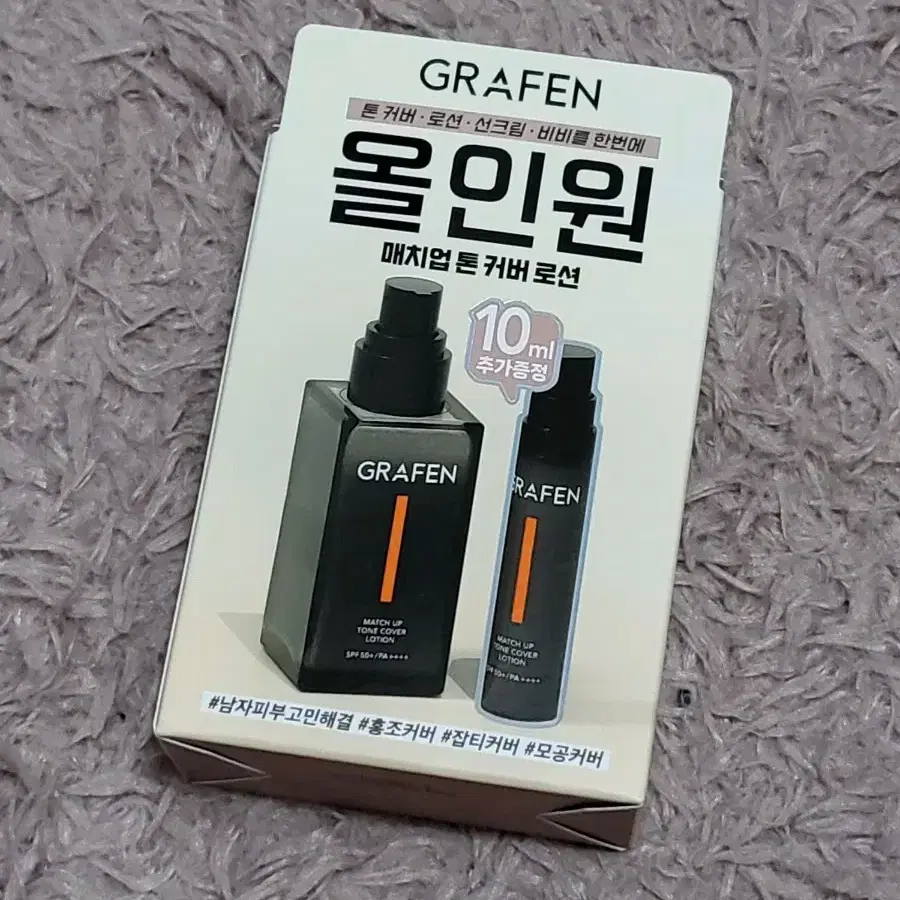 GRAFEN
톤 커버 · 로션 · 선크림 · 비비를 한번에
올인원
매치업 톤 커버 로션
10ml
추가증정
GRAFEN
MATCH UP
TONE COVER
LOTION
SPF 50+/PA++++
GRAFEN
MATCH UP
TONE COVER
LOTION
SPF 50+/PA++++
#남자피부고민해결 #홍조커버 #잡티커버 #모공커버